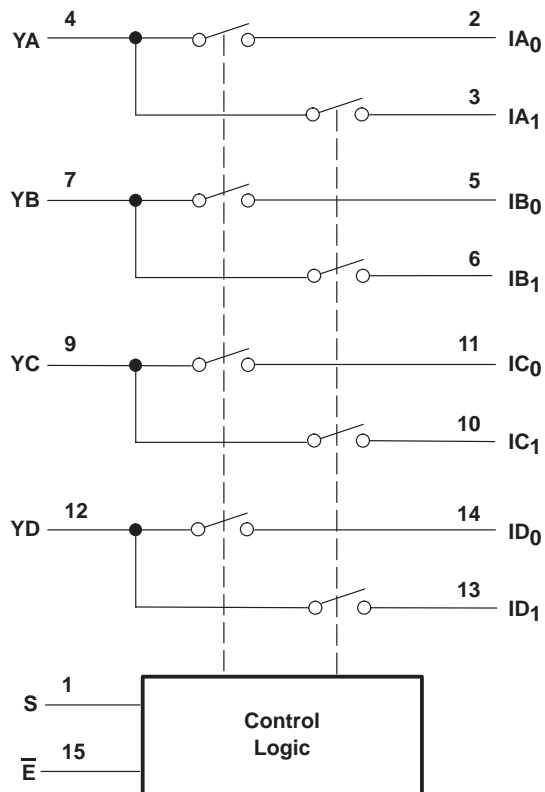 YA 4 2 IA0
3 IA1
YB 7 5 IB0
6 IB1
YC 9 11 IC0
10 IC1
YD 12 14 ID0
13 ID1
S 1
Control
Logic
E̅ 15